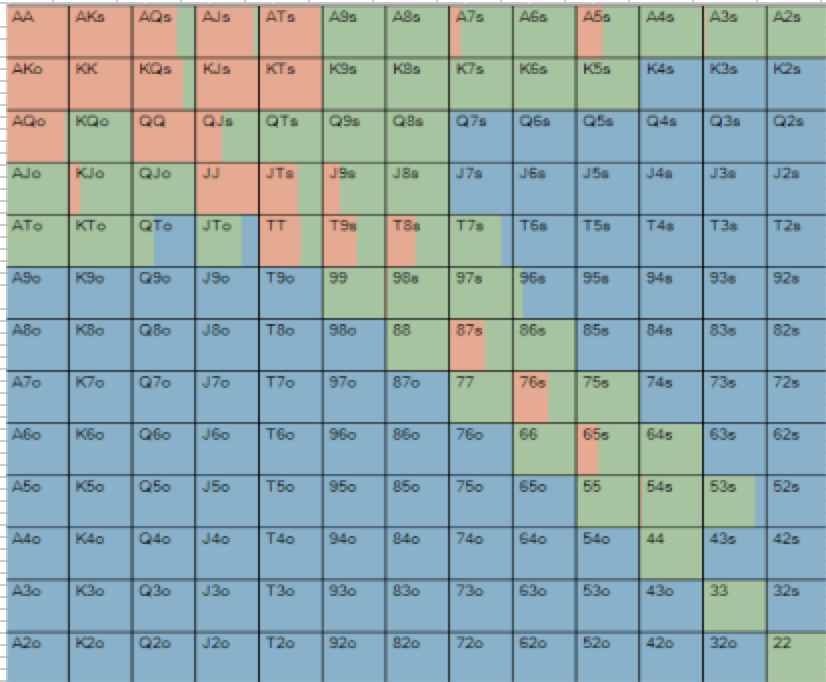 AA AKs AQs AJs ATs A9s A8s A7s A6s A5s A4s A3s A2s
AKo KK KQs KJs KTs K9s K8s K7s K6s K5s K4s K3s K2s
AQo KQo QQ QJs QTs Q9s Q8s Q7s Q6s Q5s Q4s Q3s Q2s
AJo KJo QJo JJ JTs J9s J8s J7s J6s J5s J4s J3s J2s
ATo KTo QTo JTo TT T9s T8s T7s T6s T5s T4s T3s T2s
A9o K9o Q9o J9o T9o 99 98s 97s 96s 95s 94s 93s 92s
A8o K8o Q8o J8o T8o 98o 88 87s 86s 85s 84s 83s 82s
A7o K7o Q7o J7o T7o 97o 87o 77 76s 75s 74s 73s 72s
A6o K6o Q6o J6o T6o 96o 86o 76o 66 65s 64s 63s 62s
A5o K5o Q5o J5o T5o 95o 85o 75o 65o 55 54s 53s 52s
A4o K4o Q4o J4o T4o 94o 84o 74o 64o 54o 44 43s 42s
A3o K3o Q3o J3o T3o 93o 83o 73o 63o 53o 43o 33 32s
A2o K2o Q2o J2o T2o 92o 82o 72o 62o 52o 42o 32o 22